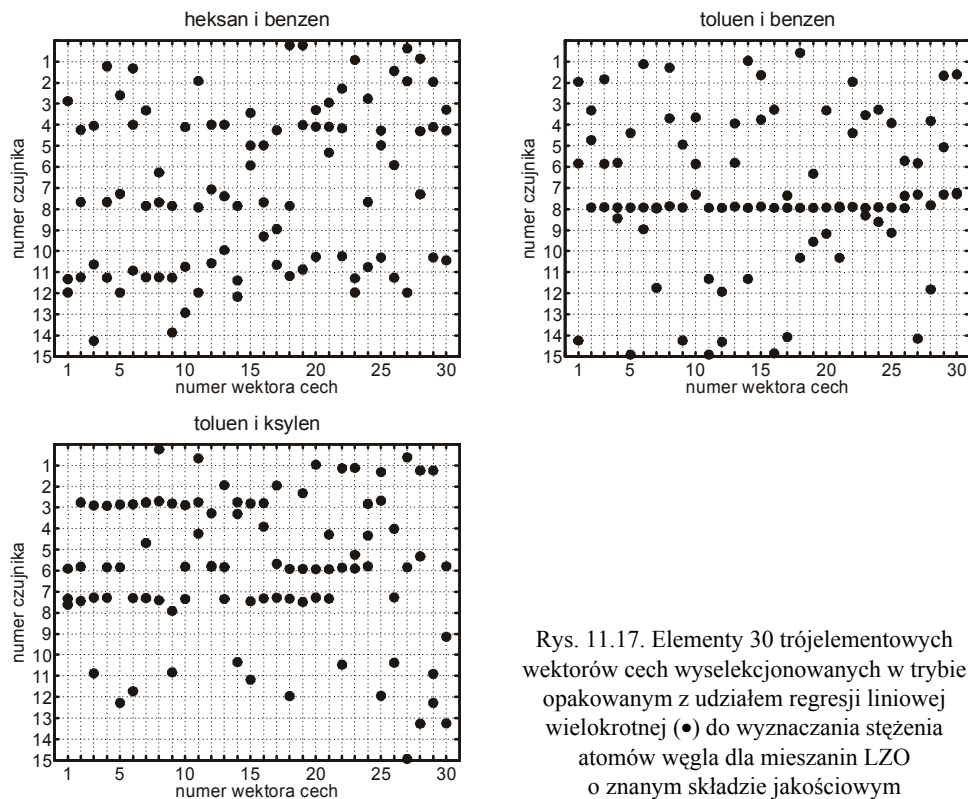 heksan i benzen
numer czujnika
1
2
3
4
5
6
7
8
9
10
11
12
13
14
15
1 5 10 15 20 25 30
numer wektora cech
toluen i benzen
numer czujnika
1
2
3
4
5
6
7
8
9
10
11
12
13
14
15
1 5 10 15 20 25 30
numer wektora cech
toluen i ksylen
numer czujnika
1
2
3
4
5
6
7
8
9
10
11
12
13
14
15
1 5 10 15 20 25 30
numer wektora cech
Rys. 11.17. Elementy 30 trójelementowych
wektorów cech wyselekcjonowanych w trybie
opakowanym z udziałem regresji liniowej
wielokrotnej (●) do wyznaczania stężenia
atomów węgla dla mieszanin LZO
o znanym składzie jakościowym